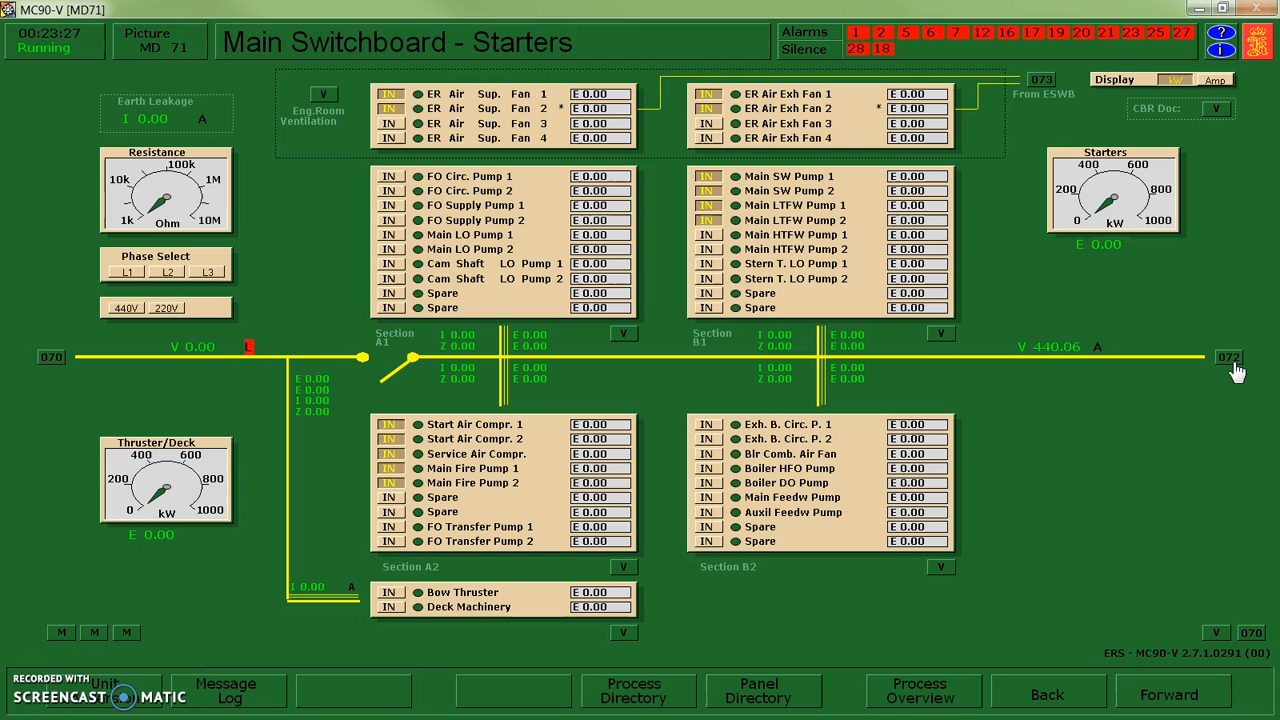 MC90-V [MD71]
00:23:27
Running
Picture
MD 71
Main Switchboard - Starters
Alarms
Silence
1 2 5 6 7 12 16 17 20 21 25 27
28 18
?
i
Earth Leakage
I 0.00 A
V
Eng.Room
Ventilation
IN ER Air Sup. Fan 1 E 0.00
IN ER Air Sup. Fan 2 * E 0.00
IN ER Air Sup. Fan 3 E 0.00
IN ER Air Sup. Fan 4 E 0.00
IN ER Air Exh Fan 1 E 0.00
IN ER Air Exh Fan 2 * E 0.00
IN ER Air Exh Fan 3 E 0.00
IN ER Air Exh Fan 4 E 0.00
073
From ESWB
Display kW Amp
CBR Doc: V
Resistance
100k
10k 1M
1k 10M
Ohm
Phase Select
L1 L2 L3
440V 220V
IN FO Circ. Pump 1 E 0.00
IN FO Circ. Pump 2 E 0.00
IN FO Supply Pump 1 E 0.00
IN FO Supply Pump 2 E 0.00
IN Main LO Pump 1 E 0.00
IN Main LO Pump 2 E 0.00
IN Cam Shaft LO Pump 1 E 0.00
IN Cam Shaft LO Pump 2 E 0.00
IN Spare E 0.00
IN Spare E 0.00
IN Main SW Pump 1 E 0.00
IN Main SW Pump 2 E 0.00
IN Main LTFW Pump 1 E 0.00
IN Main LTFW Pump 2 E 0.00
IN Main HTFW Pump 1 E 0.00
IN Main HTFW Pump 2 E 0.00
IN Stern T. LO Pump 1 E 0.00
IN Stern T. LO Pump 2 E 0.00
IN Spare E 0.00
IN Spare E 0.00
Starters
400 600
200 800
0 1000
kW
E 0.00
Section
A1
I 0.00 E 0.00
Z 0.00 E 0.00
V
Section
B1
I 0.00 E 0.00
Z 0.00 E 0.00
V
070
V 0.00 L
V 440.06 A
072
I 0.00 E 0.00
Z 0.00 E 0.00
I 0.00 E 0.00
Z 0.00 E 0.00
E 0.00
E 0.00
I 0.00
Z 0.00
Thruster/Deck
400 600
200 800
0 1000
kW
E 0.00
IN Start Air Compr. 1 E 0.00
IN Start Air Compr. 2 E 0.00
IN Service Air Compr. E 0.00
IN Main Fire Pump 1 E 0.00
IN Main Fire Pump 2 E 0.00
IN Spare E 0.00
IN Spare E 0.00
IN FO Transfer Pump 1 E 0.00
IN FO Transfer Pump 2 E 0.00
Section A2 V
IN Exh. B. Circ. P. 1 E 0.00
IN Exh. B. Circ. P. 2 E 0.00
IN Blr Comb. Air Fan E 0.00
IN Boiler HFO Pump E 0.00
IN Boiler DO Pump E 0.00
IN Main Feedw Pump E 0.00
IN Auxil Feedw Pump E 0.00
IN Spare E 0.00
IN Spare E 0.00
Section B2 V
I 0.00 A
IN Bow Thruster E 0.00
IN Deck Machinery E 0.00
V
M M M
V 070
ERS - MC90-V 2.7.1.0291 (00)
RECORDED WITH
SCREENCAST MATIC
Unit
Message
Log
Process
Directory
Panel
Directory
Process
Overview
Back
Forward